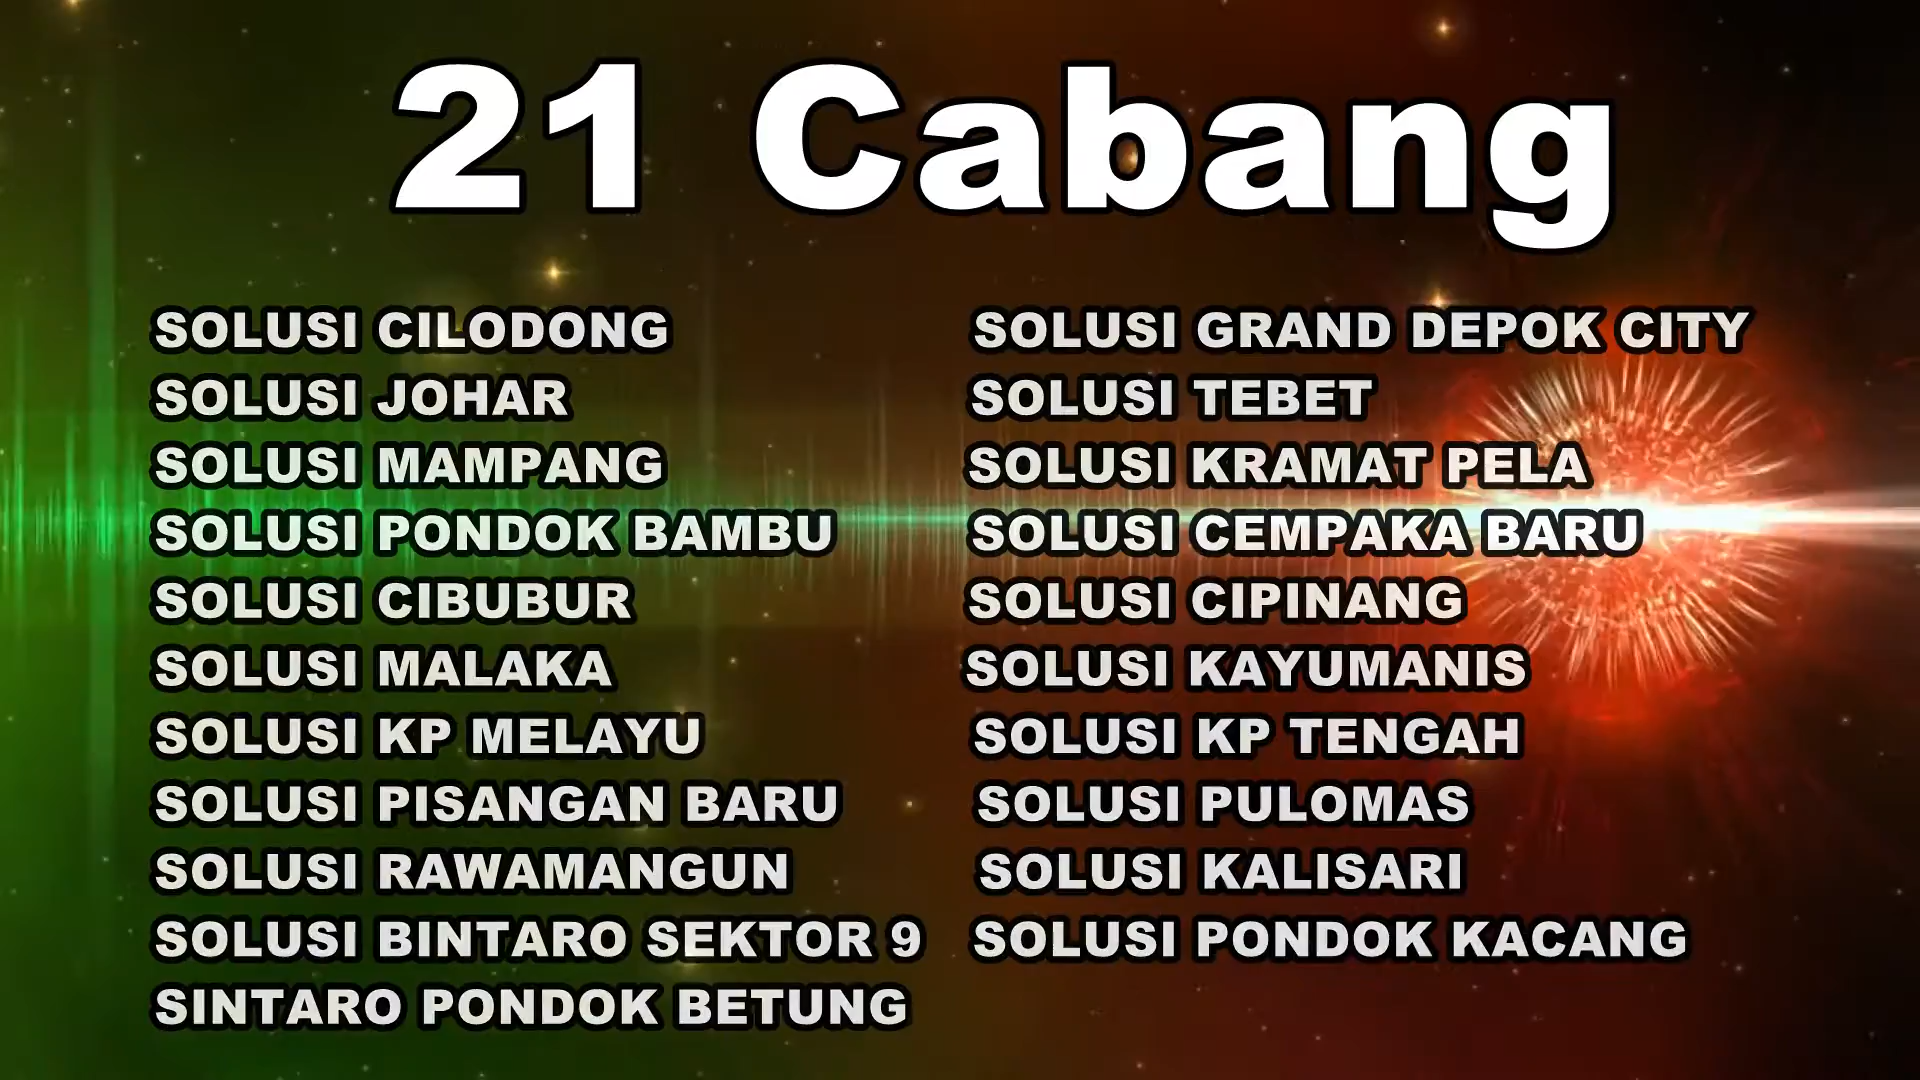 21 Cabang
SOLUSI CILODONG
SOLUSI JOHAR
SOLUSI MAMPANG
SOLUSI PONDOK BAMBU
SOLUSI CIBUBUR
SOLUSI MALAKA
SOLUSI KP MELAYU
SOLUSI PISANGAN BARU
SOLUSI RAWAMANGUN
SOLUSI BINTARO SEKTOR 9
SINTARO PONDOK BETUNG
SOLUSI GRAND DEPOK CITY
SOLUSI TEBET
SOLUSI KRAMAT PELA
SOLUSI CEMPAKA BARU
SOLUSI CIPINANG
SOLUSI KAYUMANIS
SOLUSI KP TENGAH
SOLUSI PULOMAS
SOLUSI KALISARI
SOLUSI PONDOK KACANG